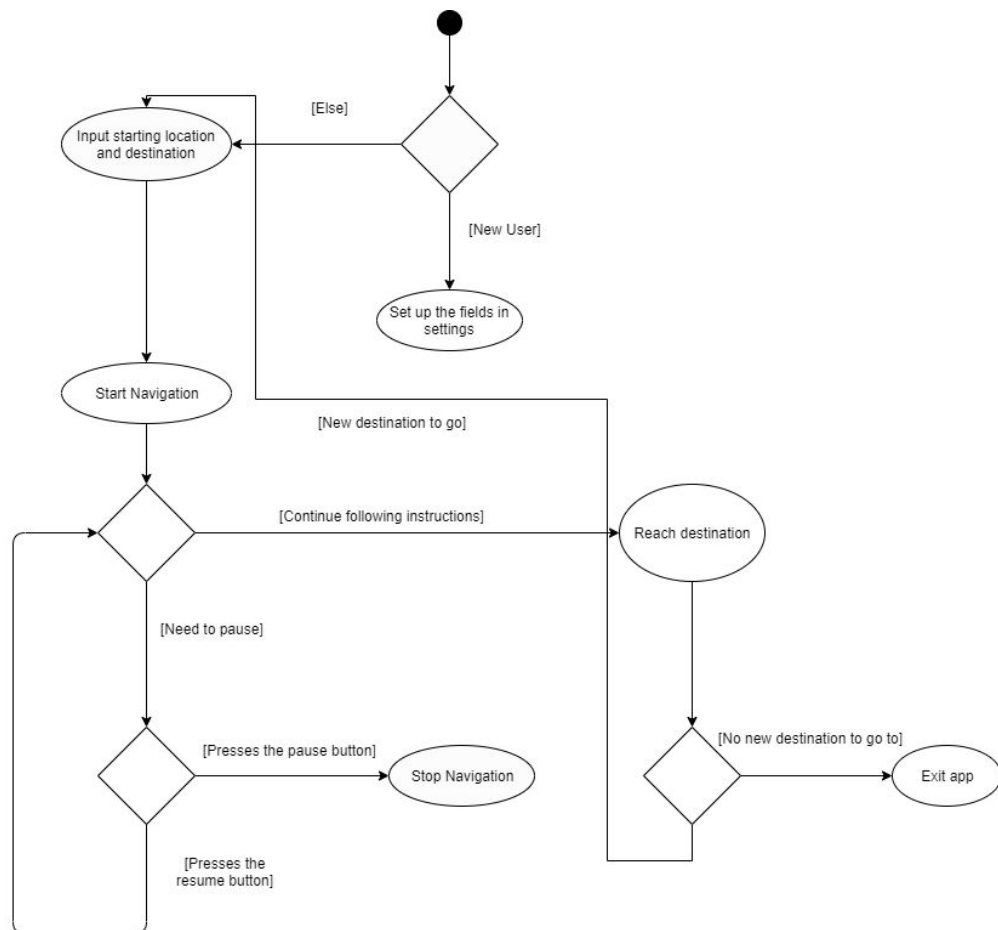 [Else]
Input starting location
and destination
[New User]
Set up the fields in
settings
Start Navigation
[New destination to go]
[Continue following instructions]
Reach destination
[Need to pause]
[No new destination to go to]
[Presses the pause button]
Stop Navigation
Exit app
[Presses the
resume button]